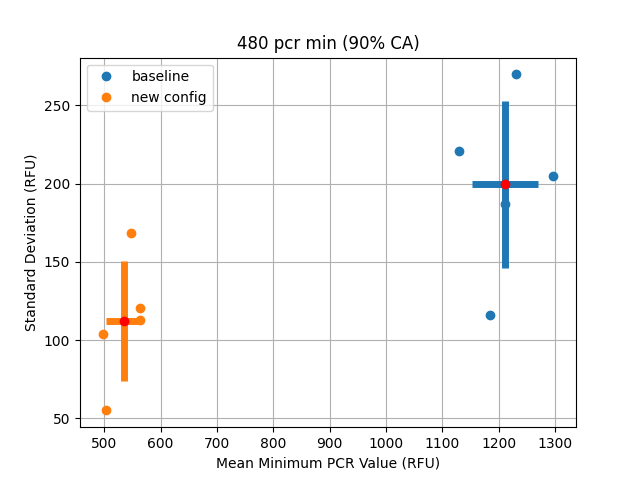 480 pcr min (90% CA)
baseline
new config
Standard Deviation (RFU)
250
200
150
100
50
500 600 700 800 900 1000 1100 1200 1300
Mean Minimum PCR Value (RFU)